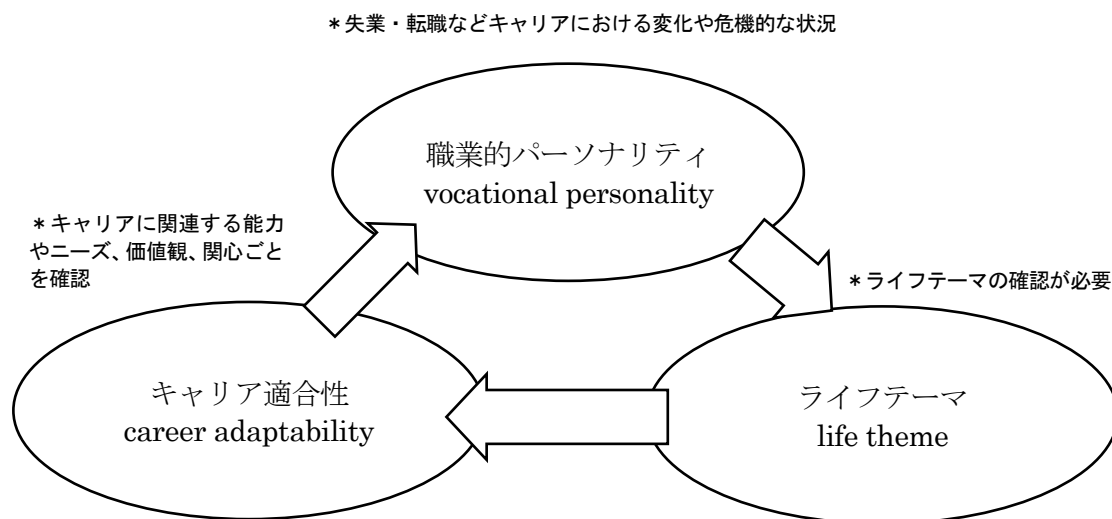 ＊失業・転職などキャリアにおける変化や危機的な状況
職業的パーソナリティ
vocational personality
＊キャリアに関連する能力
やニーズ、価値観、関心ごと
を確認
＊ライフテーマの確認が必要
キャリア適合性
career adaptability
ライフテーマ
life theme